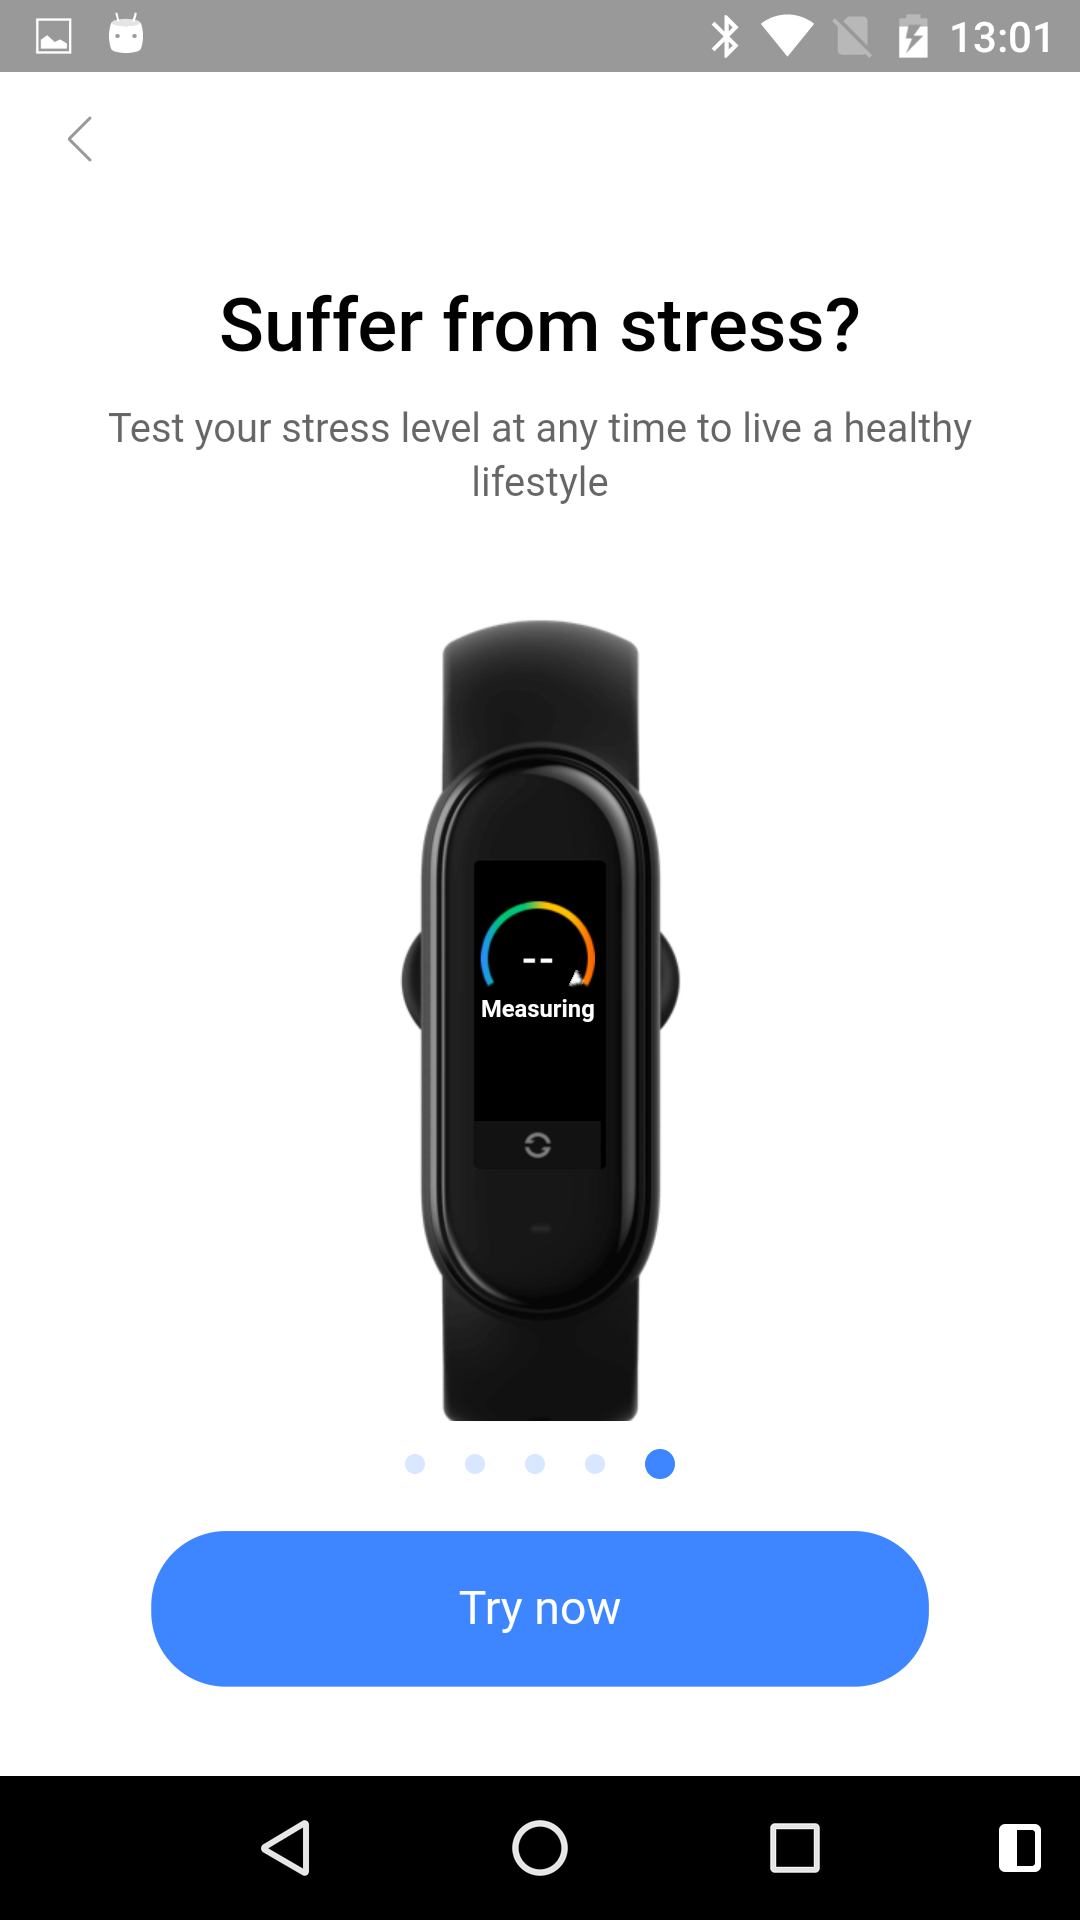 13:01
Suffer from stress?
Test your stress level at any time to live a healthy
lifestyle
--
Measuring
Try now